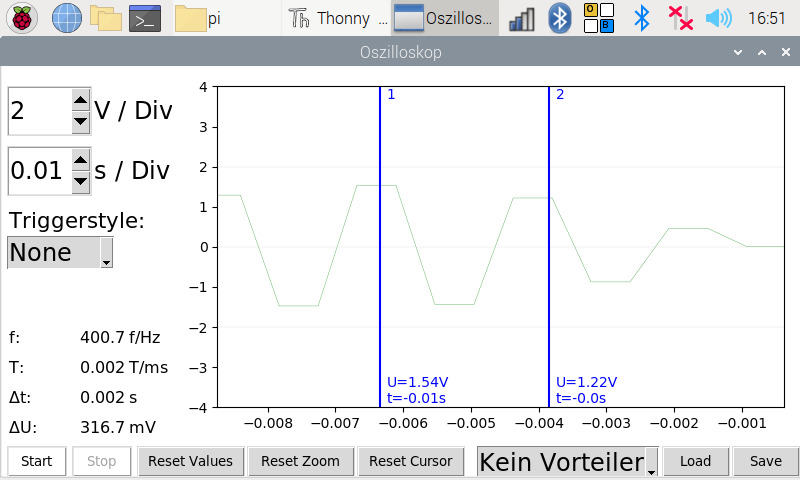 pi
Thonny ...
Oszillos...
O
B
16:51
Oszilloskop
2 V / Div
0.01 s / Div
Triggerstyle:
None
f: 400.7 f/Hz
T: 0.002 T/ms
Δt: 0.002 s
ΔU: 316.7 mV
4
3
2
1
0
−1
−2
−3
−4
1
2
U=1.54V
t=-0.01s
U=1.22V
t=-0.0s
−0.008 −0.007 −0.006 −0.005 −0.004 −0.003 −0.002 −0.001
Start Stop Reset Values Reset Zoom Reset Cursor Kein Vorteiler Load Save